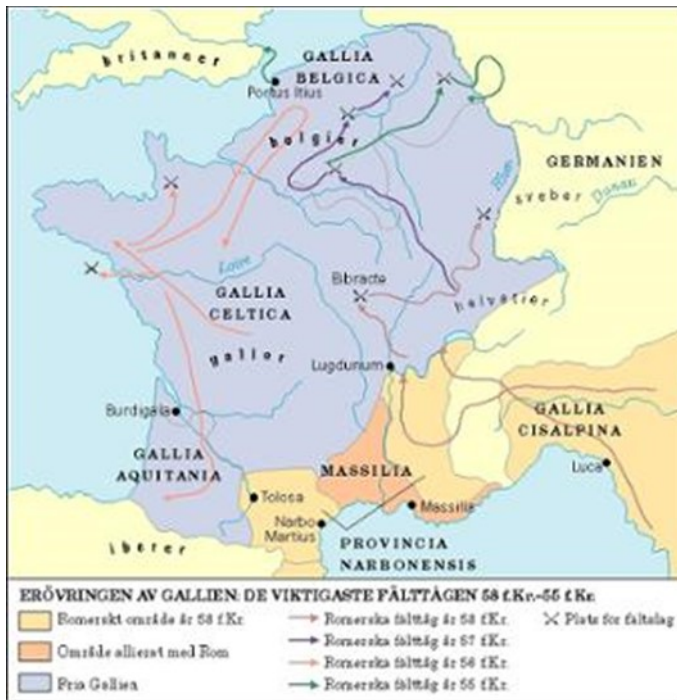 britanner
GALLIA
BELGICA
Portus Itius
belgier
GERMANIEN
Rhen
sveber
Donau
Loire
Bibracte
GALLIA
CELTICA
helvetier
galler
Lugdunum
Burdigala
GALLIA
CISALPINA
GALLIA
AQUITANIA
MASSILIA
Luca
Tolosa
Massilia
Narbo
Martius
PROVINCIA
NARBONENSIS
iberer
ERÖVRINGEN AV GALLIEN: DE VIKTIGASTE FÄLTTÅGEN 58 f.Kr.-55 f.Kr.
Romerskt område år 58 f.Kr.
Område allierat med Rom
Fria Gallien
Romerska fälttåg år 58 f.Kr.
Romerska fälttåg år 57 f.Kr.
Romerska fälttåg år 56 f.Kr.
Romerska fälttåg år 55 f.Kr.
Plats för fältslag